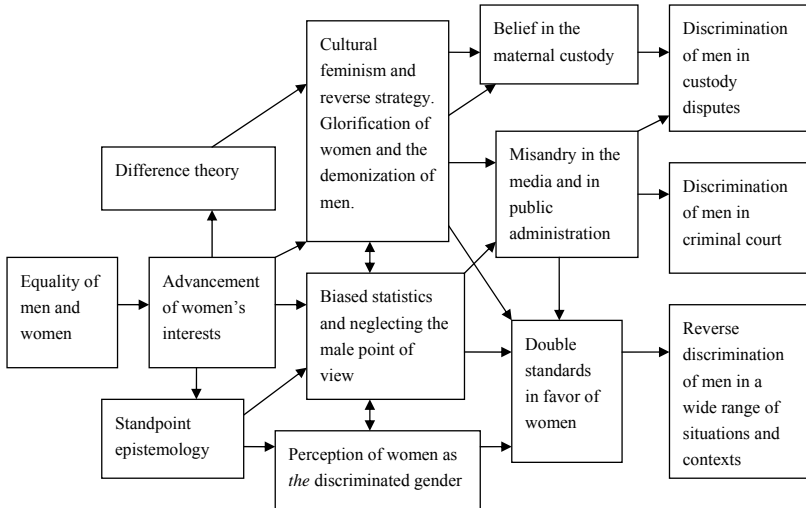 Cultural
feminism and
reverse strategy.
Glorification of
women and the
demonization of
men.
Belief in the
maternal custody
Discrimination
of men in
custody
disputes
Difference theory
Misandry in the
media and in
public
administration
Discrimination
of men in
criminal court
Equality of
men and
women
Advancement
of women’s
interests
Biased statistics
and neglecting the
male point of
view
Double
standards
in favor of
women
Reverse
discrimination
of men in a
wide range of
situations and
contexts
Standpoint
epistemology
Perception of women as
the discriminated gender